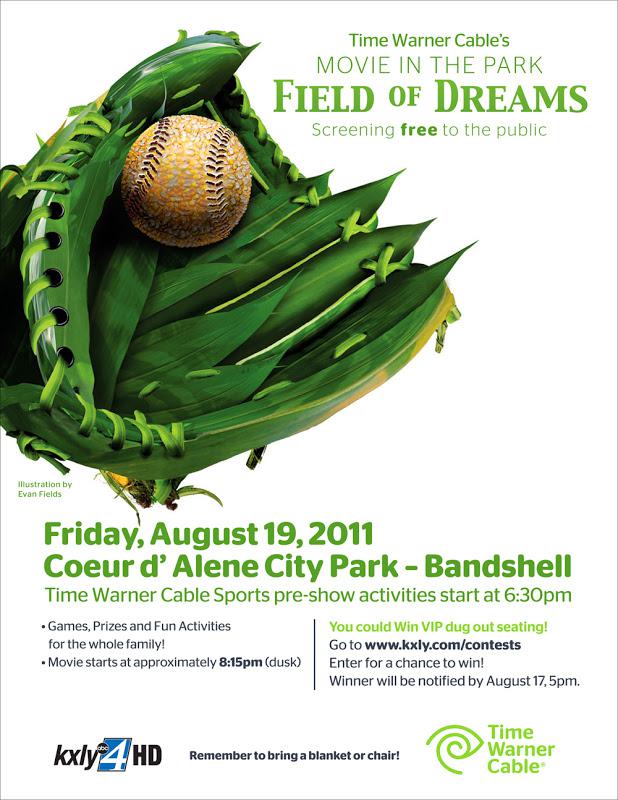 Time Warner Cable's
MOVIE IN THE PARK
FIELD OF DREAMS
Screening free to the public
Illustration by
Evan Fields
Friday, August 19, 2011
Coeur d' Alene City Park – Bandshell
Time Warner Cable Sports pre-show activities start at 6:30pm
• Games, Prizes and Fun Activities
for the whole family!
• Movie starts at approximately 8:15pm (dusk)
You could Win VIP dug out seating!
Go to www.kxly.com/contests
Enter for a chance to win!
Winner will be notified by August 17, 5pm.
kxly abc 4 HD
Remember to bring a blanket or chair!
Time
Warner
Cable®